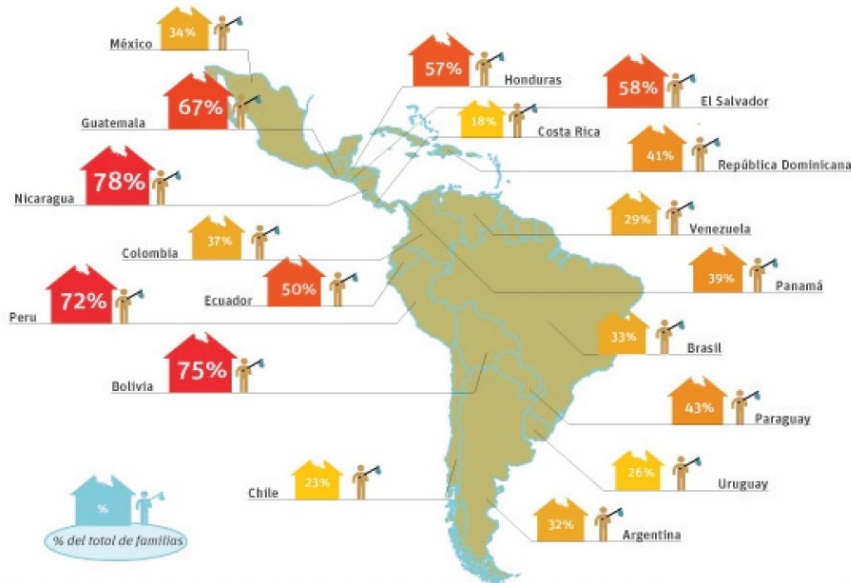 34%
México
57%
Honduras
58%
El Salvador
67%
Guatemala
18%
Costa Rica
41%
República Dominicana
78%
Nicaragua
29%
Venezuela
37%
Colombia
39%
Panamá
50%
Ecuador
72%
Peru
33%
Brasil
75%
Bolivia
43%
Paraguay
23%
Chile
26%
Uruguay
32%
Argentina
%
% del total de familias